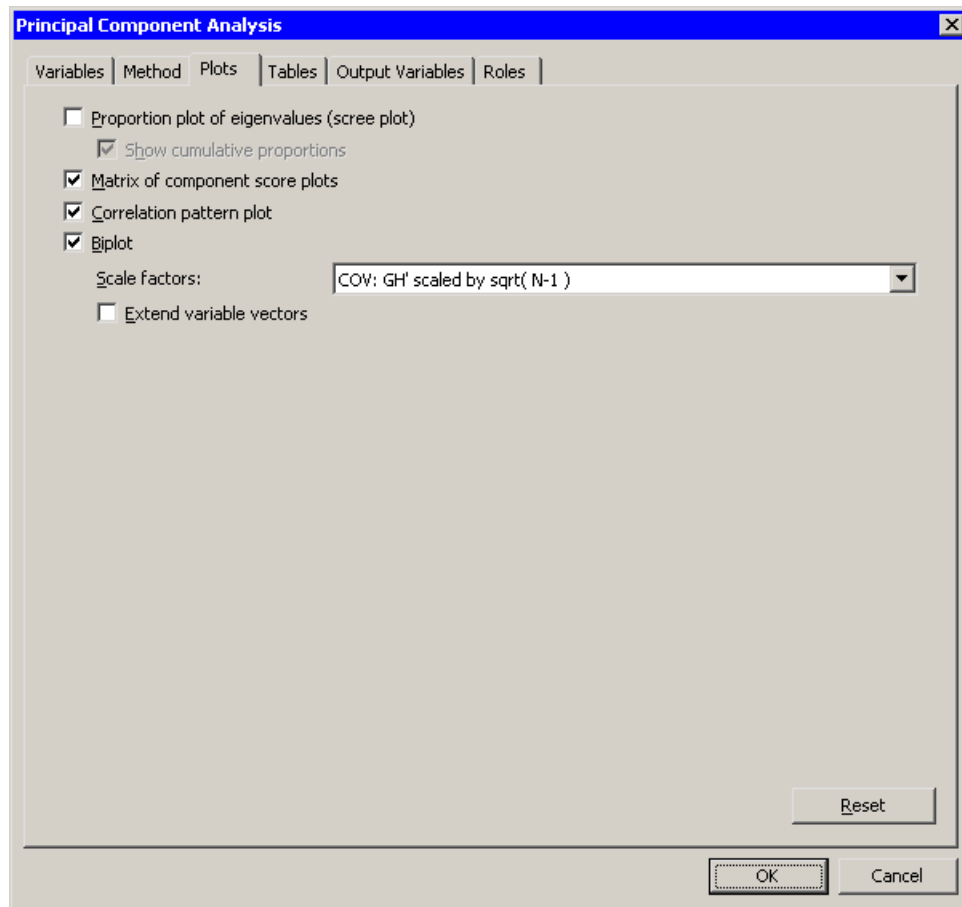 Principal Component Analysis
Variables Method Plots Tables Output Variables Roles
Proportion plot of eigenvalues (scree plot)
Show cumulative proportions
Matrix of component score plots
Correlation pattern plot
Biplot
Scale factors: COV: GH' scaled by sqrt( N-1 )
Extend variable vectors
Reset
OK Cancel